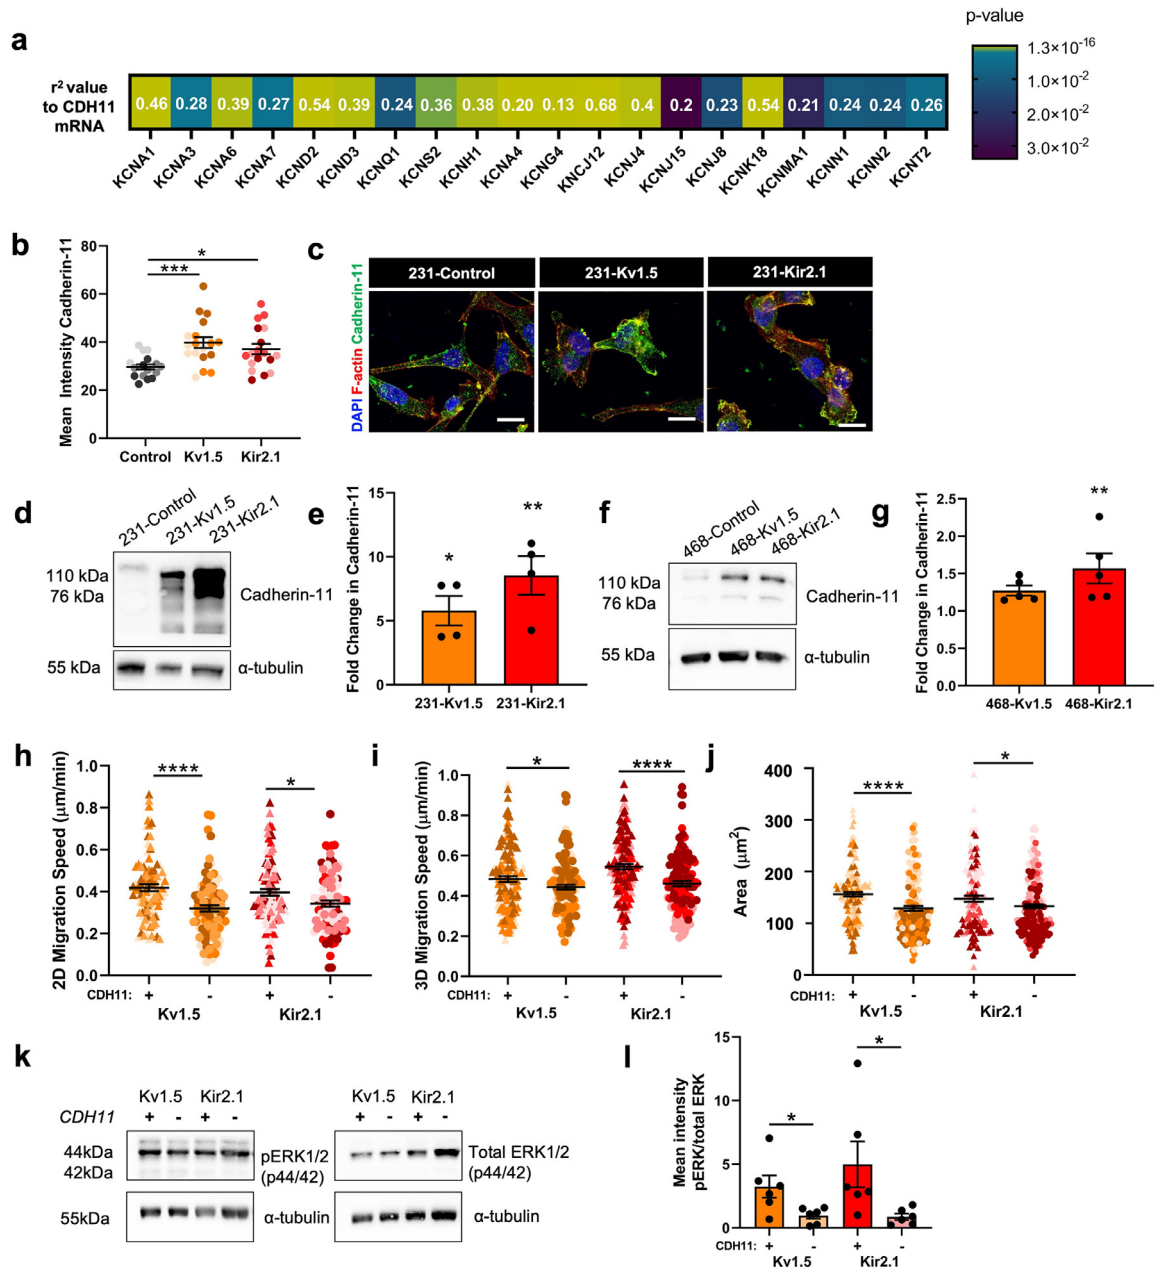 a
p-value
r² value
to CDH11
mRNA
0.46 0.28 0.39 0.27 0.54 0.39 0.24 0.36 0.38 0.20 0.13 0.68 0.4 0.2 0.23 0.54 0.21 0.24 0.24 0.26
KCNA1 KCNA3 KCNA6 KCNA7 KCND2 KCND3 KCNQ1 KCNS2 KCNH1 KCNA4 KCNG4 KNCJ12 KCNJ4 KCNJ15 KCNJ8 KCNK18 KCNMA1 KCNN1 KCNN2 KCNT2
1.3×10⁻¹⁶
1.0×10⁻²
2.0×10⁻²
3.0×10⁻²
b
Mean Intensity Cadherin-11
80
60
40
20
0
***
*
Control Kv1.5 Kir2.1
c
DAPI F-actin Cadherin-11
231-Control 231-Kv1.5 231-Kir2.1
d
231-Control 231-Kv1.5 231-Kir2.1
110 kDa
76 kDa
Cadherin-11
55 kDa
α-tubulin
e
Fold Change in Cadherin-11
15
10
5
0
*
**
231-Kv1.5 231-Kir2.1
f
468-Control 468-Kv1.5 468-Kir2.1
110 kDa
76 kDa
Cadherin-11
55 kDa
α-tubulin
g
Fold Change in Cadherin-11
2.5
2.0
1.5
1.0
0.5
0.0
**
468-Kv1.5 468-Kir2.1
h
2D Migration Speed (μm/min)
1.0
0.8
0.6
0.4
0.2
0.0
****
*
CDH11: + - + -
Kv1.5 Kir2.1
i
3D Migration Speed (μm/min)
1.0
0.8
0.6
0.4
0.2
0.0
*
****
CDH11: + - + -
Kv1.5 Kir2.1
j
Area (μm²)
400
300
200
100
0
****
*
CDH11: + - + -
Kv1.5 Kir2.1
k
Kv1.5 Kir2.1
CDH11 + - + -
44kDa
42kDa
pERK1/2
(p44/42)
55kDa
α-tubulin
Kv1.5 Kir2.1
+ - + -
Total ERK1/2
(p44/42)
α-tubulin
l
Mean intensity
pERK/total ERK
15
10
5
0
*
*
CDH11: + - + -
Kv1.5 Kir2.1